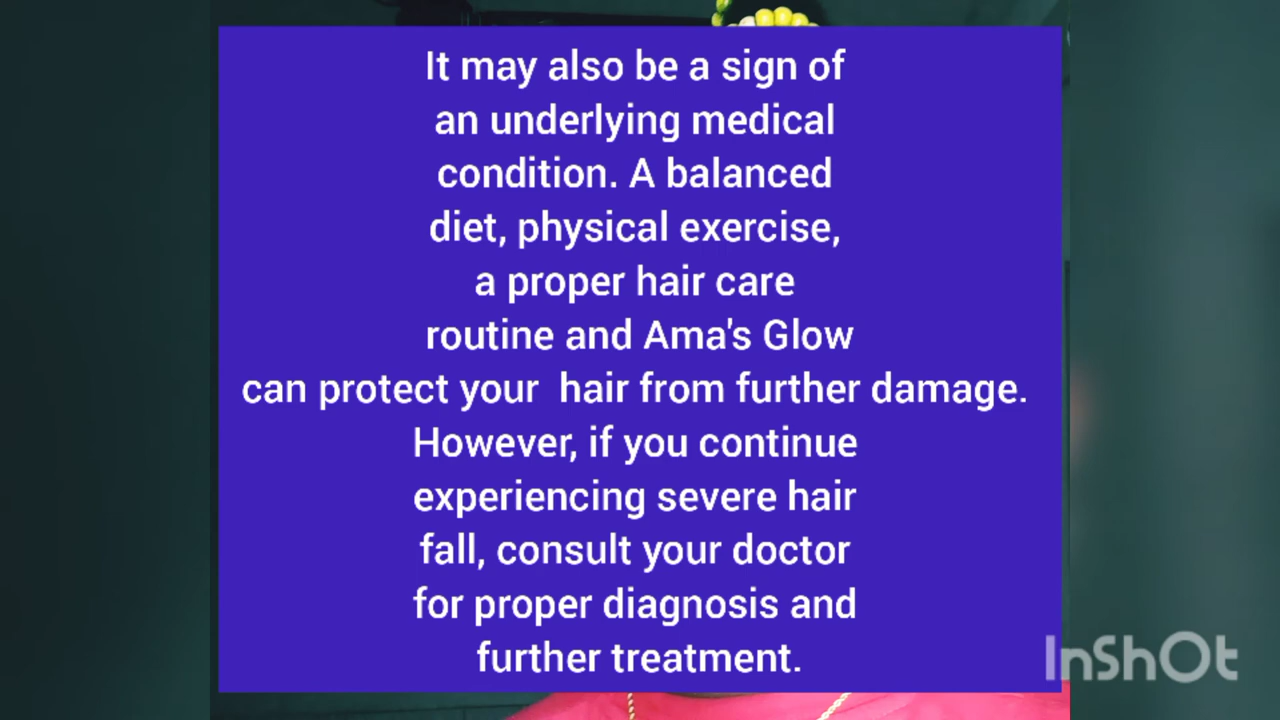 It may also be a sign of
an underlying medical
condition. A balanced
diet, physical exercise,
a proper hair care
routine and Ama's Glow
can protect your  hair from further damage.
However, if you continue
experiencing severe hair
fall, consult your doctor
for proper diagnosis and
further treatment.
InShOt